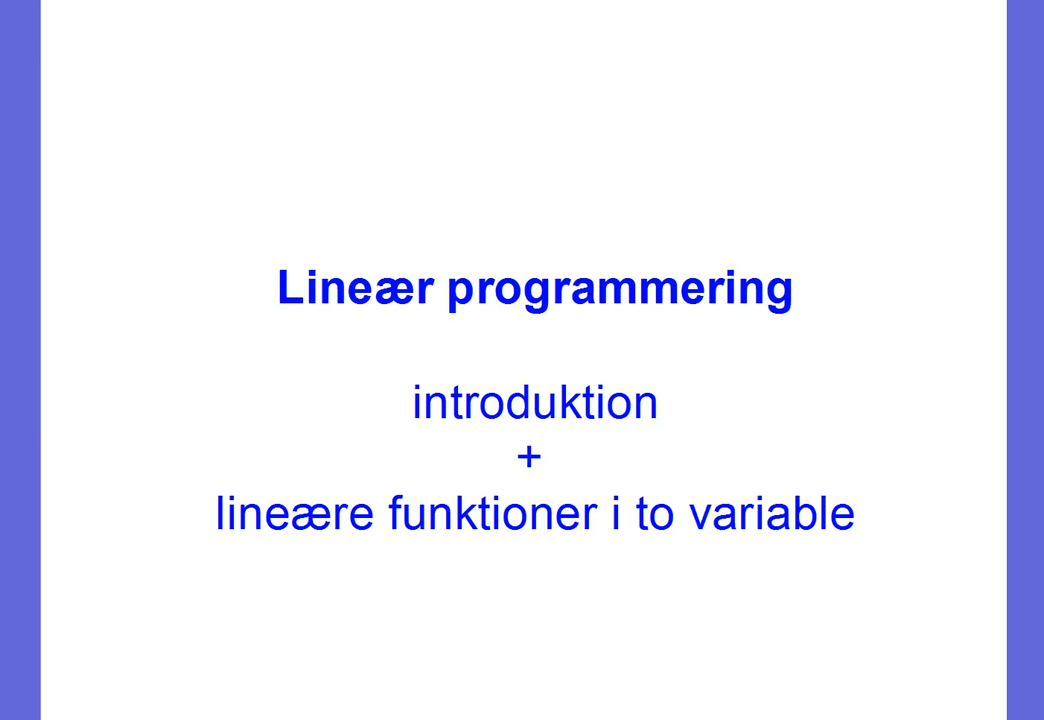 Lineær programmering
introduktion
+
lineære funktioner i to variable